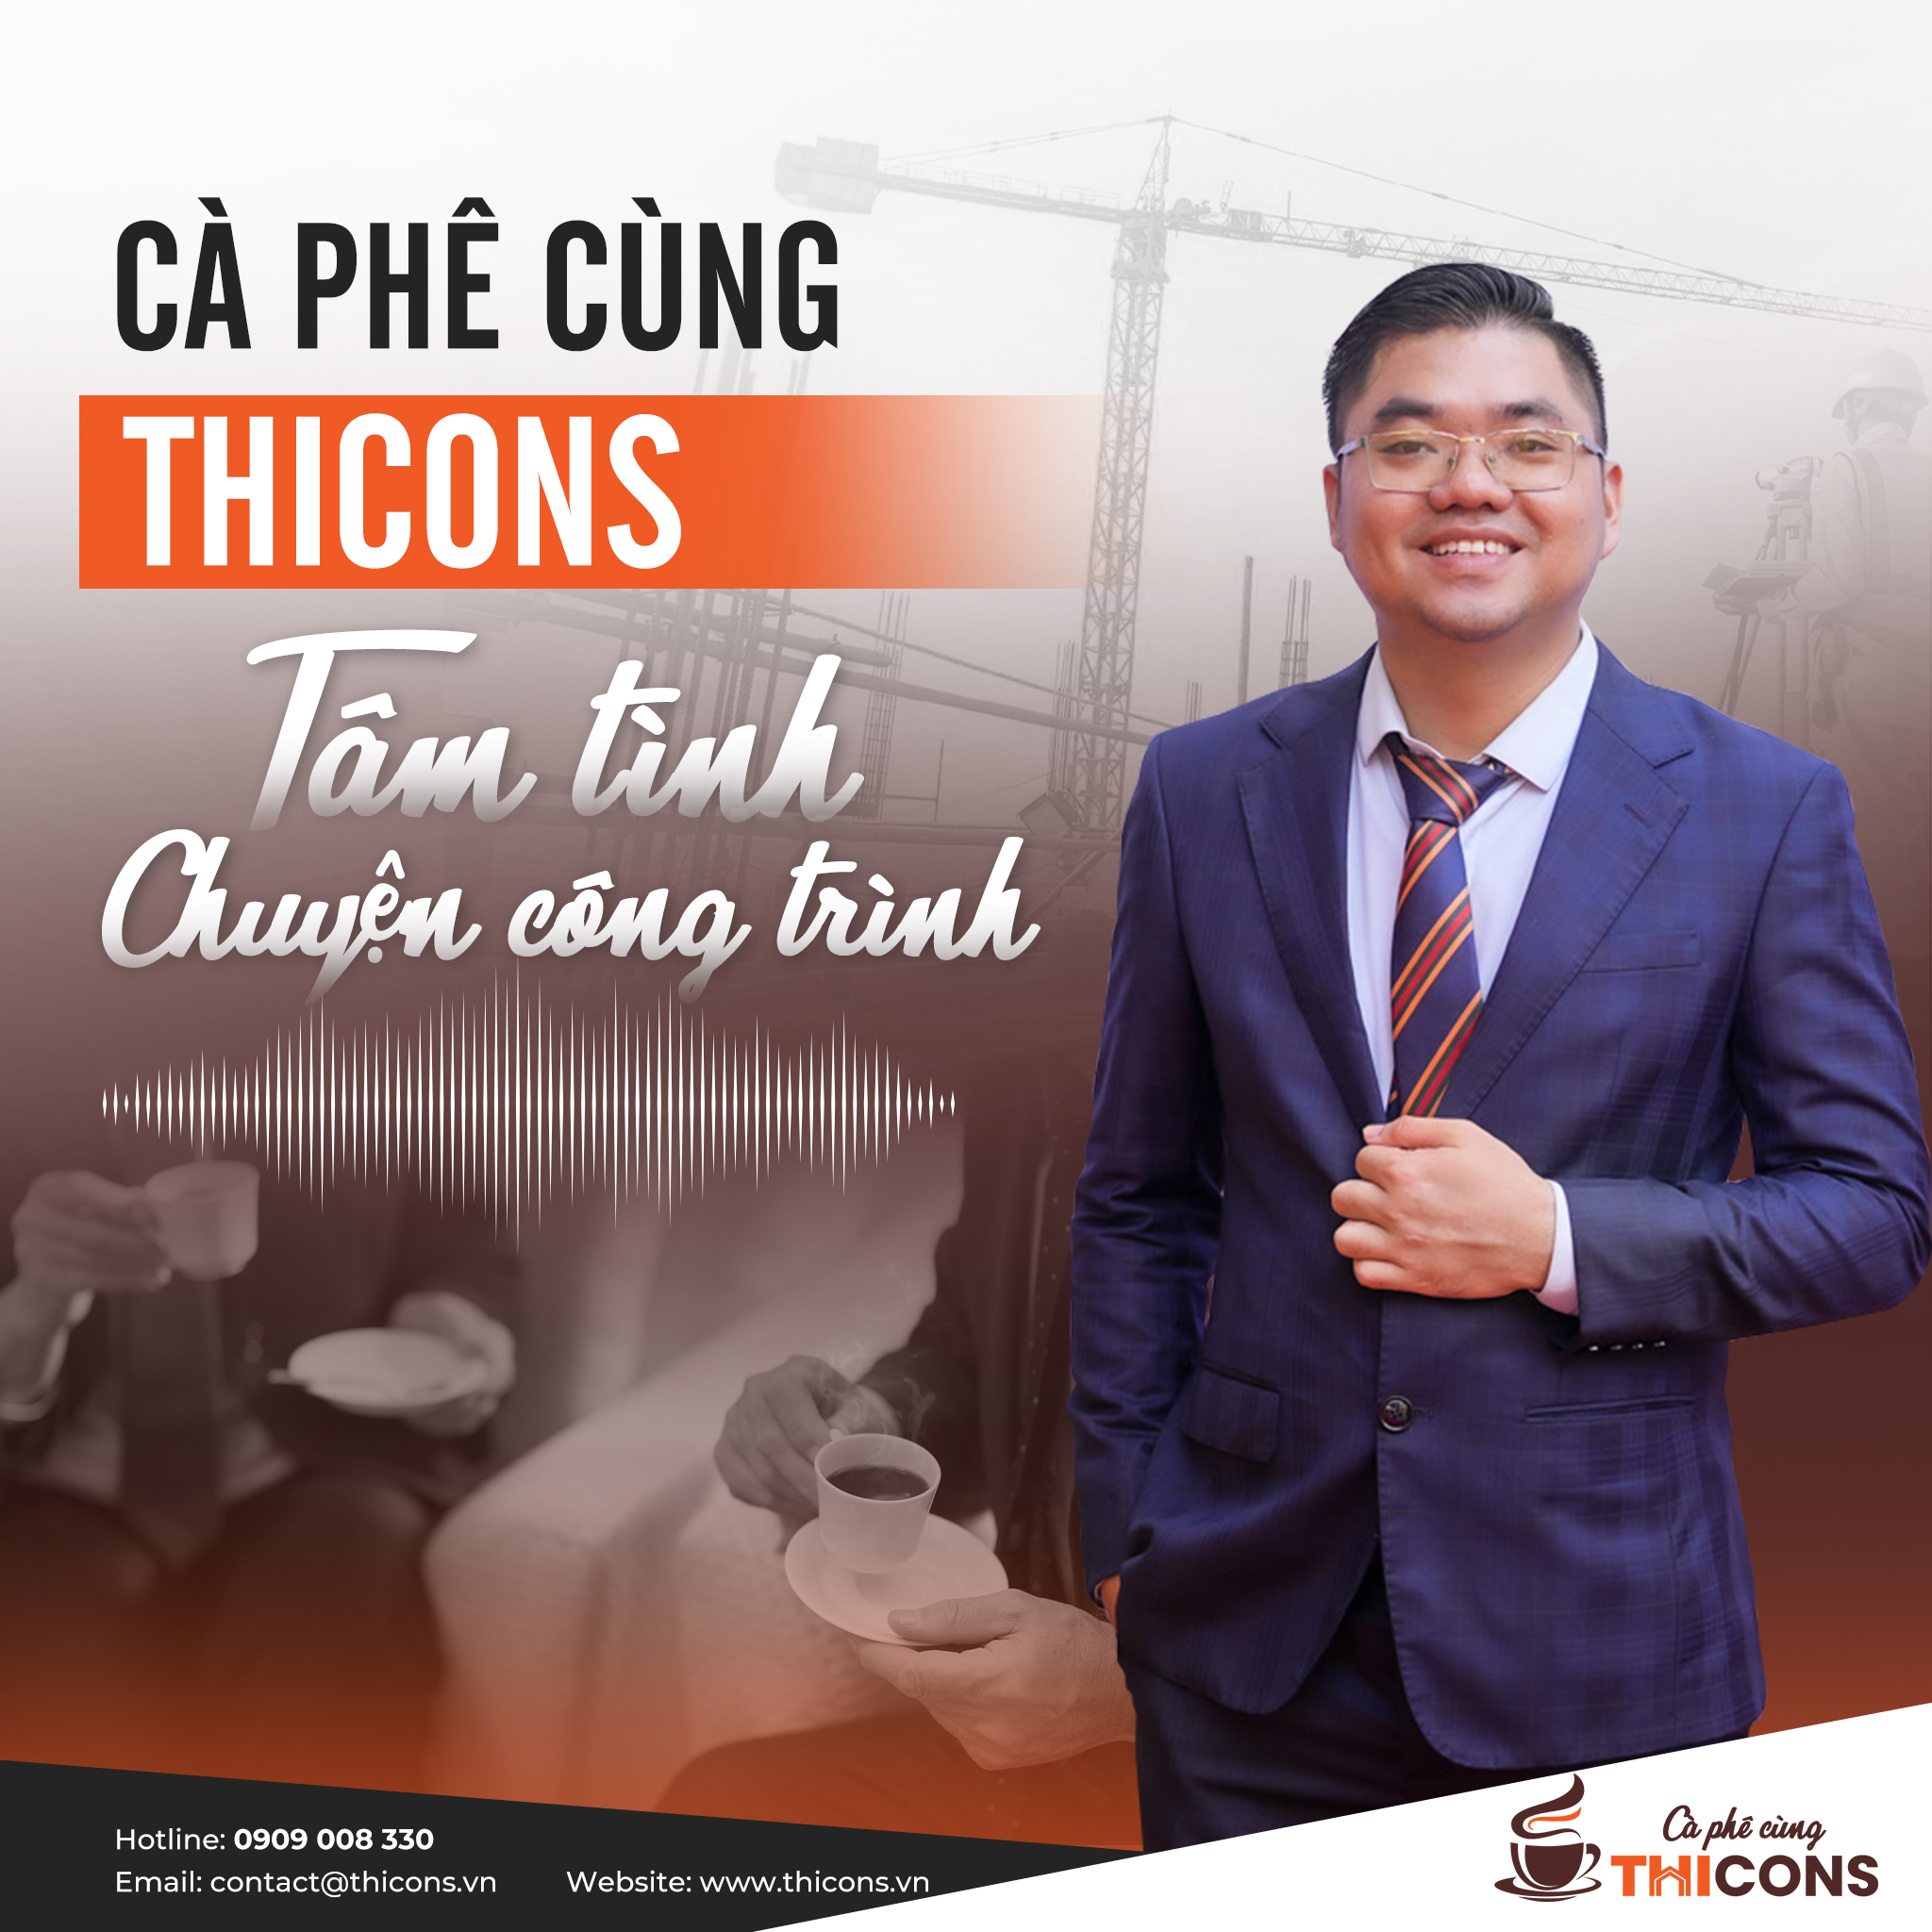 CÀ PHÊ CÙNG
THICONS
Tâm tình
Chuyện công trình
Hotline: 0909 008 330
Email: contact@thicons.vn
Website: www.thicons.vn
Cà phê cùng
THICONS